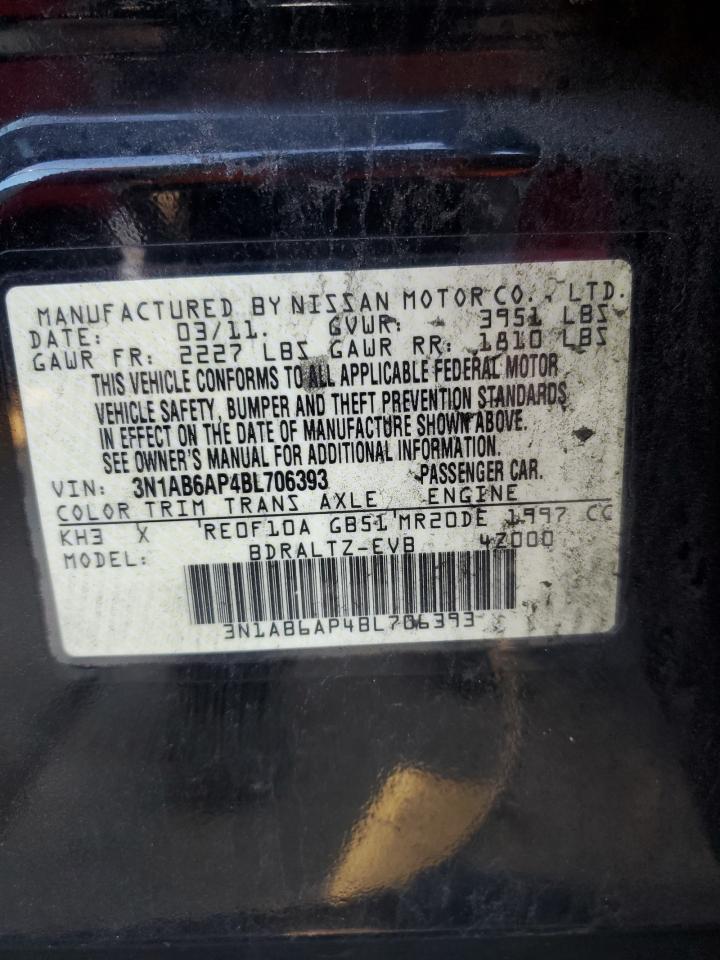 MANUFACTURED BY NISSAN MOTOR CO., LTD.
DATE: 03/11. GVWR: 3951 LBS
GAWR FR: 2227 LBS GAWR RR: 1810 LBS
THIS VEHICLE CONFORMS TO ALL APPLICABLE FEDERAL MOTOR
VEHICLE SAFETY, BUMPER AND THEFT PREVENTION STANDARDS
IN EFFECT ON THE DATE OF MANUFACTURE SHOWN ABOVE.
SEE OWNER'S MANUAL FOR ADDITIONAL INFORMATION.
VIN: 3N1AB6AP4BL706393 PASSENGER CAR.
COLOR TRIM TRANS AXLE ENGINE
KH3 X 'RE0F10A GB51'MR20DE 1997 CC
MODEL: BDRALTZ-EVB 4Z000
3N1AB6AP4BL706393